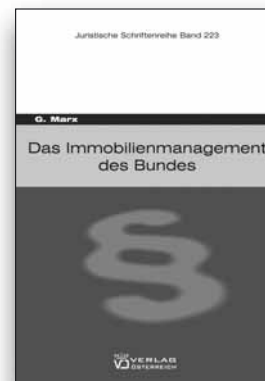 Juristische Schriftenreihe Band 223
G. Marx
Das Immobilienmanagement
des Bundes
§
VERLAG
ÖSTERREICH